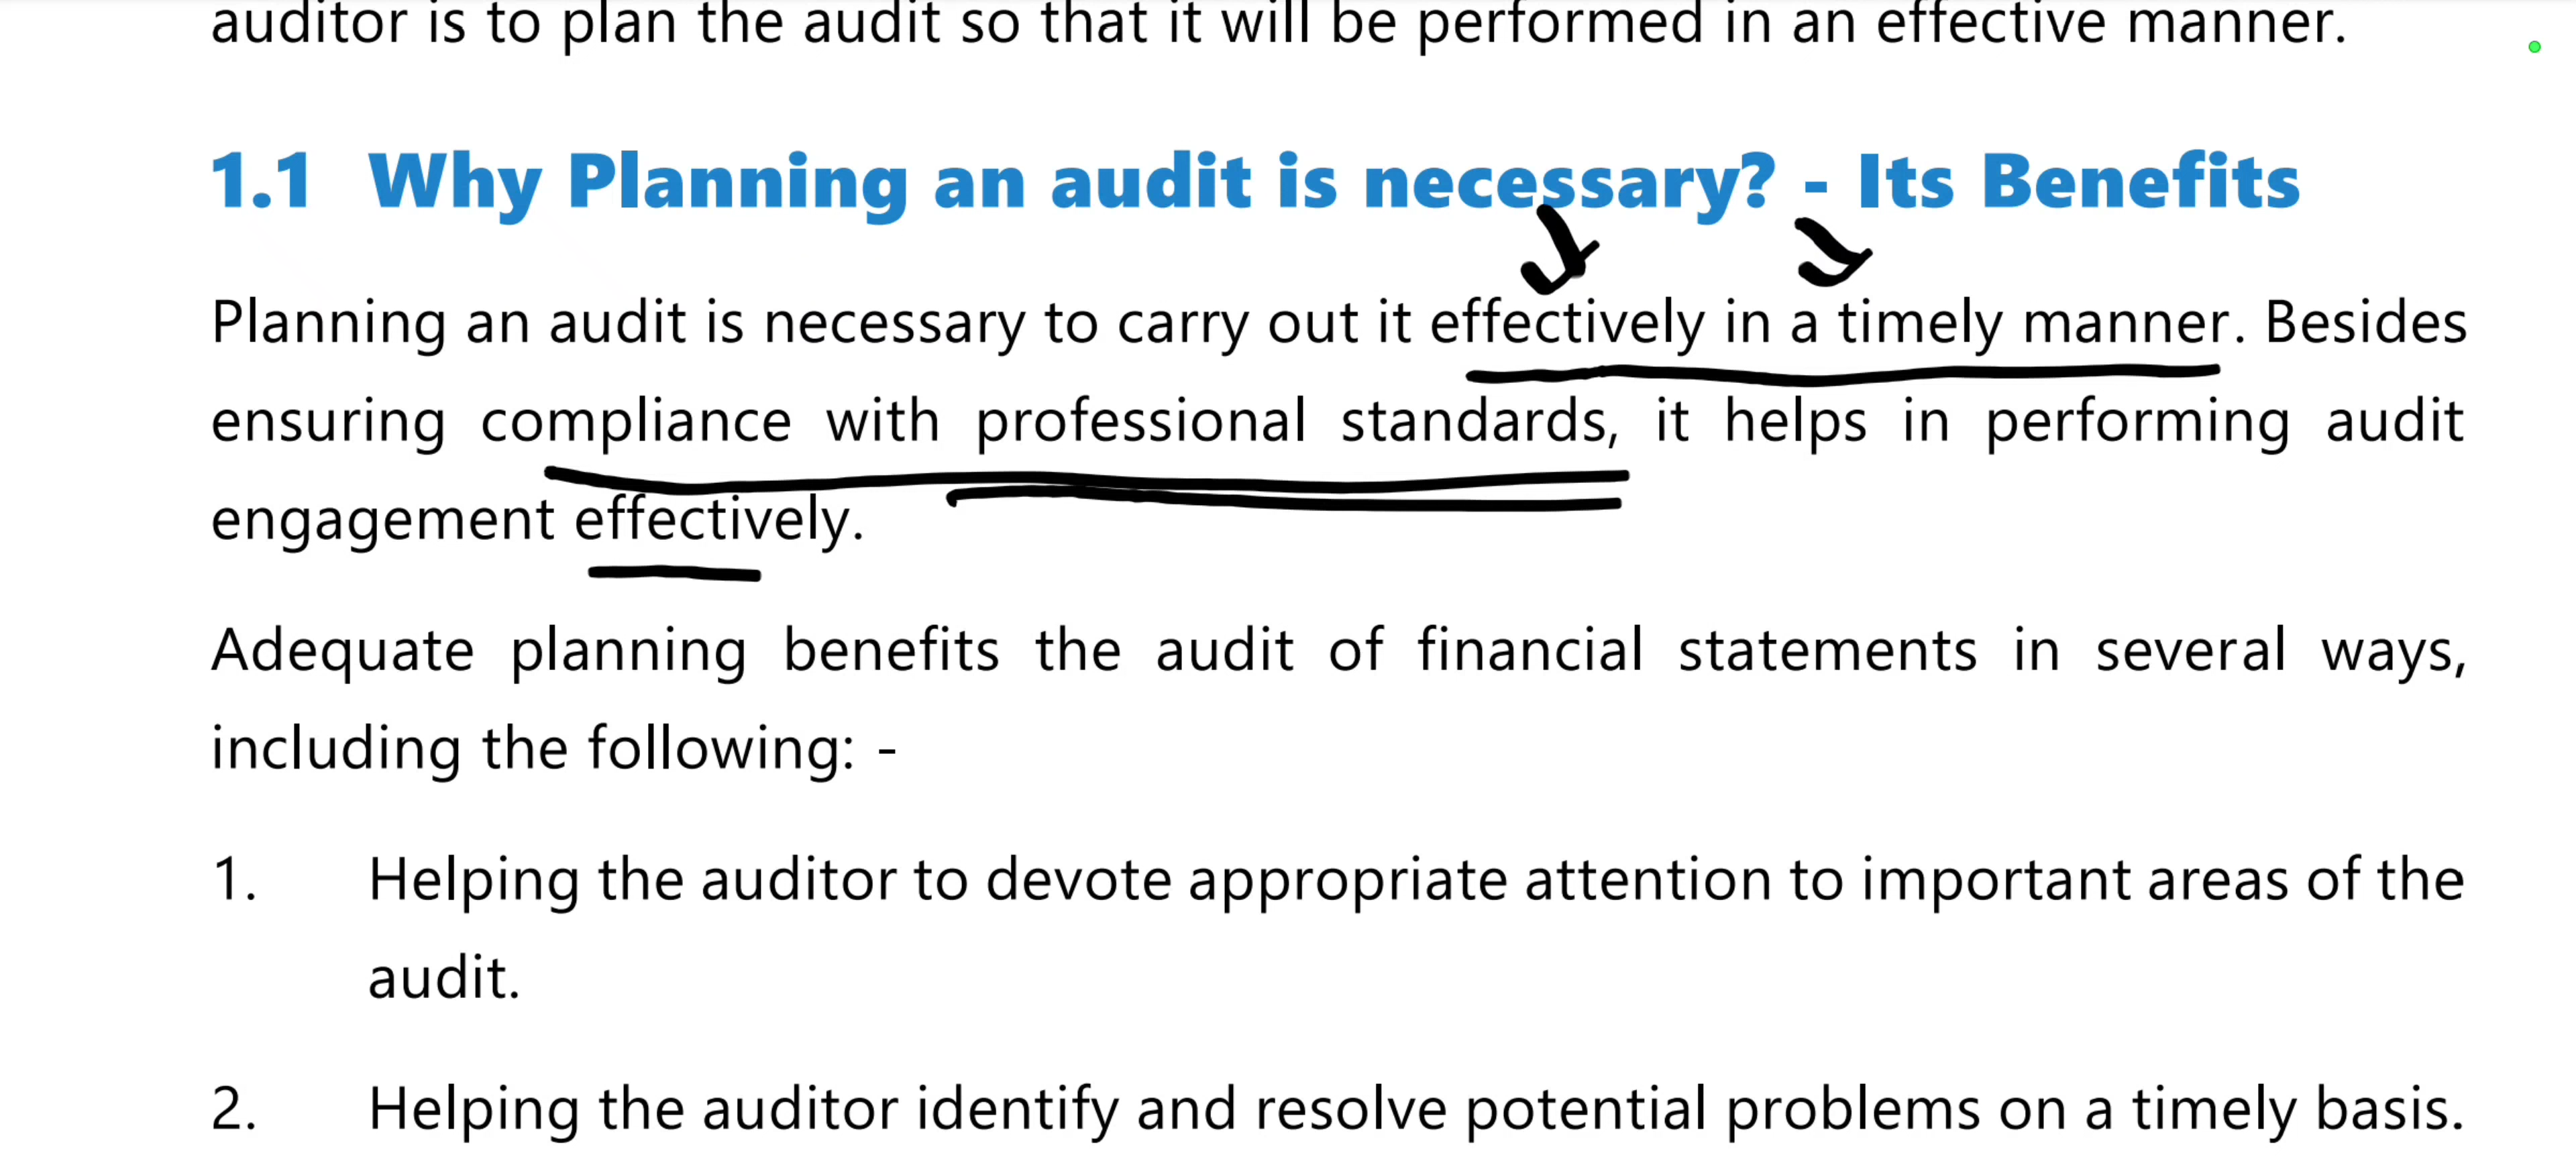 auditor is to plan the audit so that it will be performed in an effective manner.
1.1 Why Planning an audit is necessary? - Its Benefits
Planning an audit is necessary to carry out it effectively in a timely manner. Besides
ensuring compliance with professional standards, it helps in performing audit
engagement effectively.
Adequate planning benefits the audit of financial statements in several ways,
including the following: -
1. Helping the auditor to devote appropriate attention to important areas of the
audit.
2. Helping the auditor identify and resolve potential problems on a timely basis.